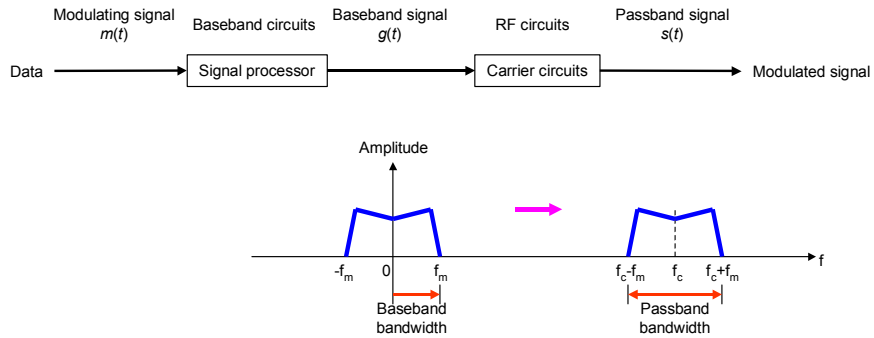 Modulating signal
m(t)
Baseband circuits
Baseband signal
g(t)
RF circuits
Passband signal
s(t)
Data
Signal processor
Carrier circuits
Modulated signal
Amplitude
-fm
0
fm
fc-fm
fc
fc+fm
f
Baseband
bandwidth
Passband
bandwidth